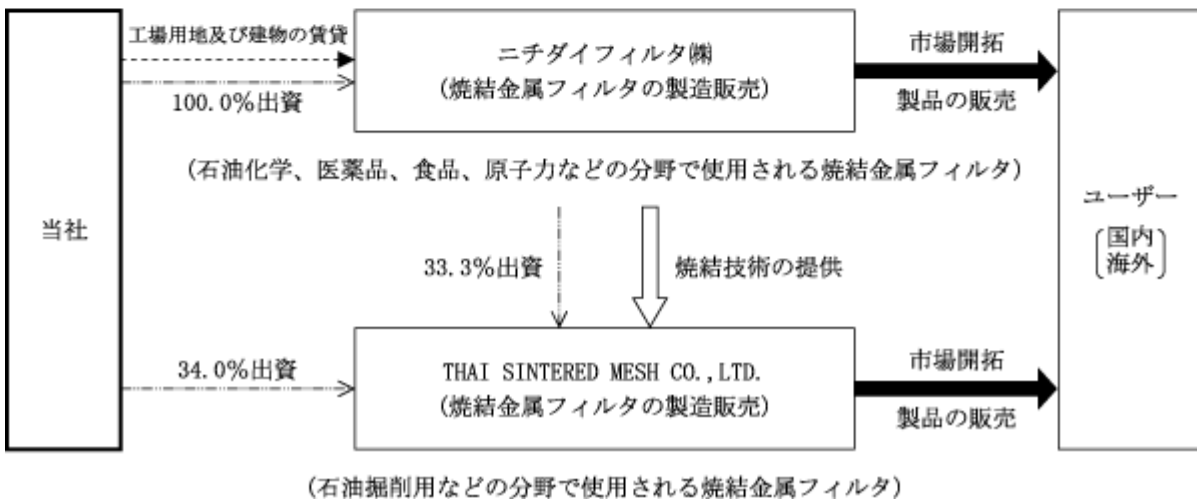 当社
工場用地及び建物の賃貸
100.0%出資
ニチダイフィルタ㈱
(焼結金属フィルタの製造販売)
市場開拓
製品の販売
(石油化学、医薬品、食品、原子力などの分野で使用される焼結金属フィルタ)
33.3%出資
焼結技術の提供
34.0%出資
THAI SINTERED MESH CO.,LTD.
(焼結金属フィルタの製造販売)
市場開拓
製品の販売
(石油掘削用などの分野で使用される焼結金属フィルタ)
ユーザー
国内
海外